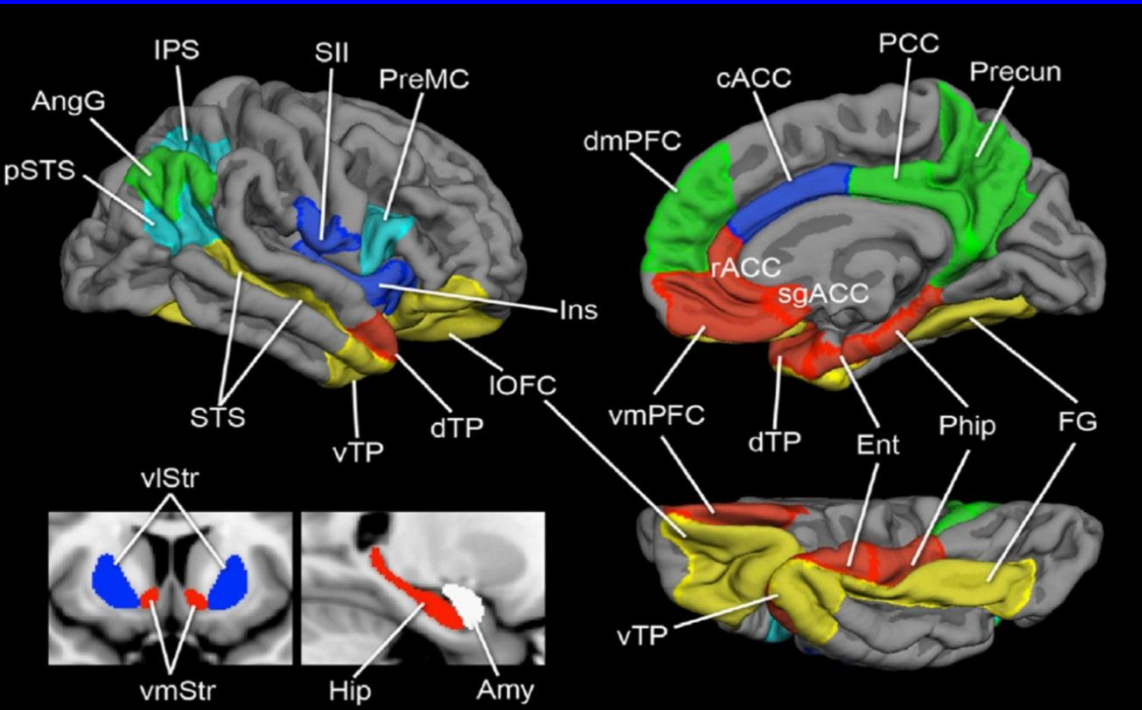 IPS
SII
PreMC
AngG
pSTS
Ins
lOFC
STS
dTP
vTP
PCC
cACC
Precun
dmPFC
rACC
sgACC
vmPFC
dTP
Ent
Phip
FG
vlStr
vmStr
Hip
Amy
vTP